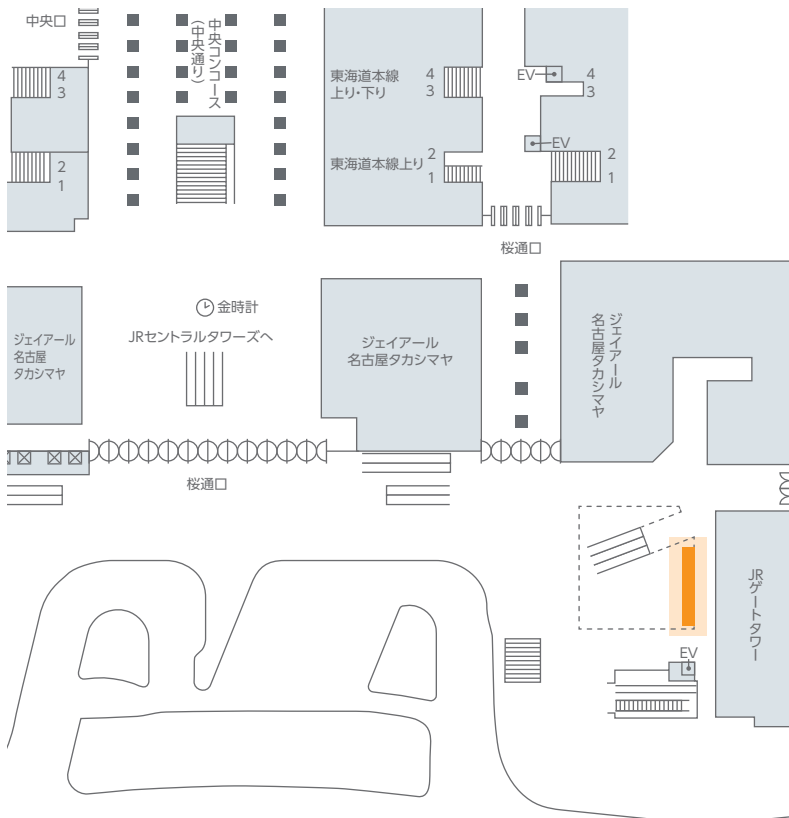 中央口
中央コンコース
(中央通り)
4
3
2
1
東海道本線
上り・下り
4
3
東海道本線上り
2
1
EV
4
3
EV
2
1
桜通口
金時計
JRセントラルタワーズへ
ジェイアール
名古屋
タカシマヤ
ジェイアール
名古屋タカシマヤ
ジェイアール
名古屋タカシマヤ
桜通口
JRゲートタワー
EV